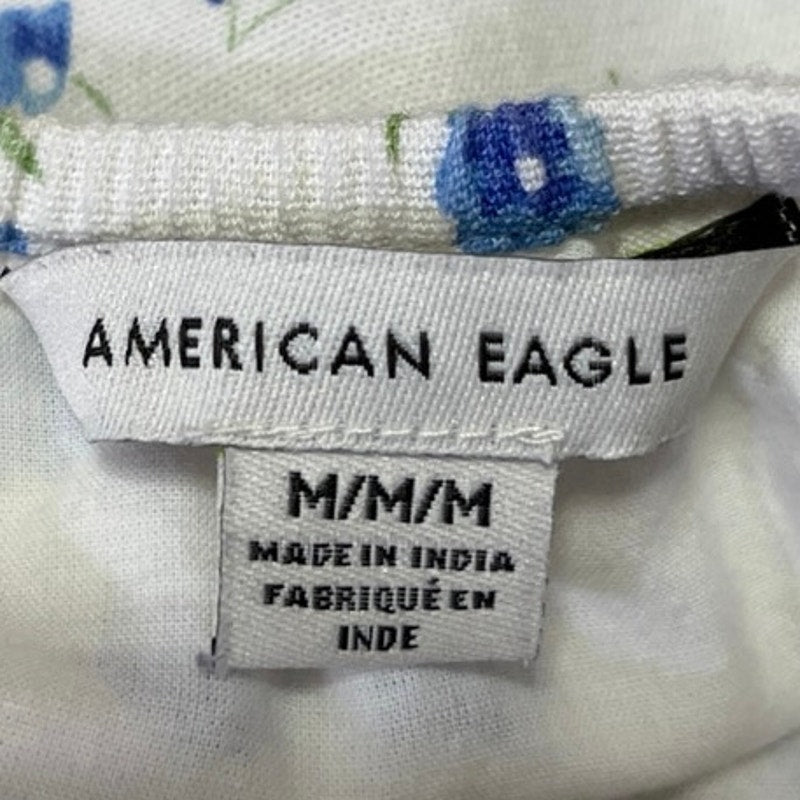 AMERICAN EAGLE
M/M/M
MADE IN INDIA
FABRIQUÉ EN
INDE